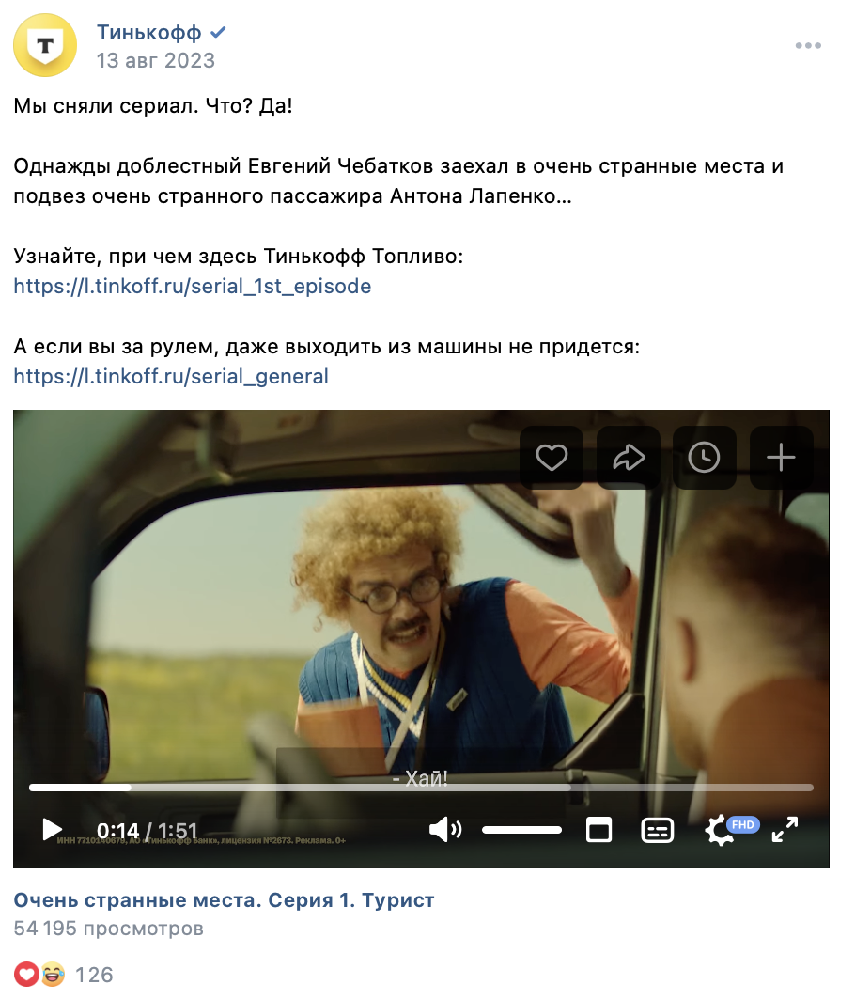 Т
Тинькофф
13 авг 2023
Мы сняли сериал. Что? Да!
Однажды доблестный Евгений Чебатков заехал в очень странные места и
подвез очень странного пассажира Антона Лапенко...
Узнайте, при чем здесь Тинькофф Топливо:
https://l.tinkoff.ru/serial_1st_episode
А если вы за рулем, даже выходить из машины не придется:
https://l.tinkoff.ru/serial_general
- Хай!
0:14 / 1:51
FHD
ИНН 7710140679, АО «Тинькофф Банк», лицензия №2673. Реклама. 0+
Очень странные места. Серия 1. Турист
54 195 просмотров
126